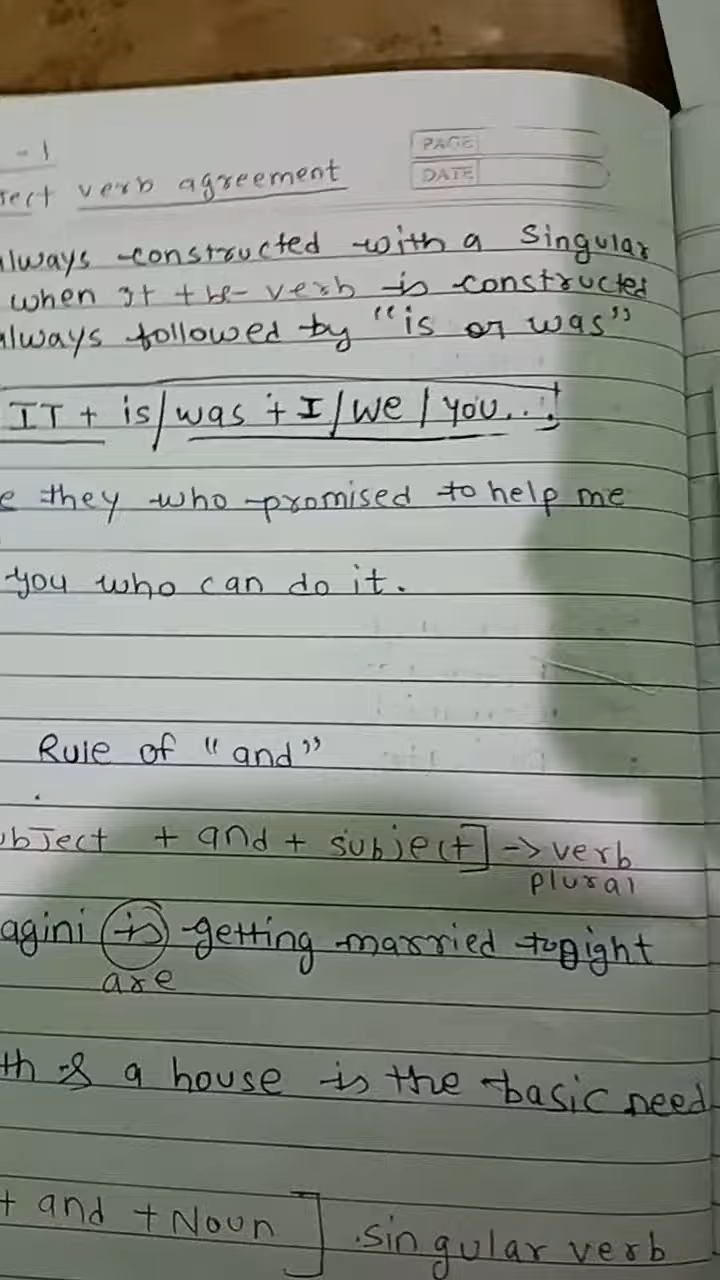 -1
PAGE
DATE
ject verb agreement
lways constructed with a singular
when it the verb is constructed
lways followed by "is or was"
IT + is/was + I/we/you...
e they who promised to help me
you who can do it.
Rule of "and"
bject + and + subject] -> verb
plural
agini is getting married tonight
are
th & a house is the basic need
+ and + Noun ] singular verb